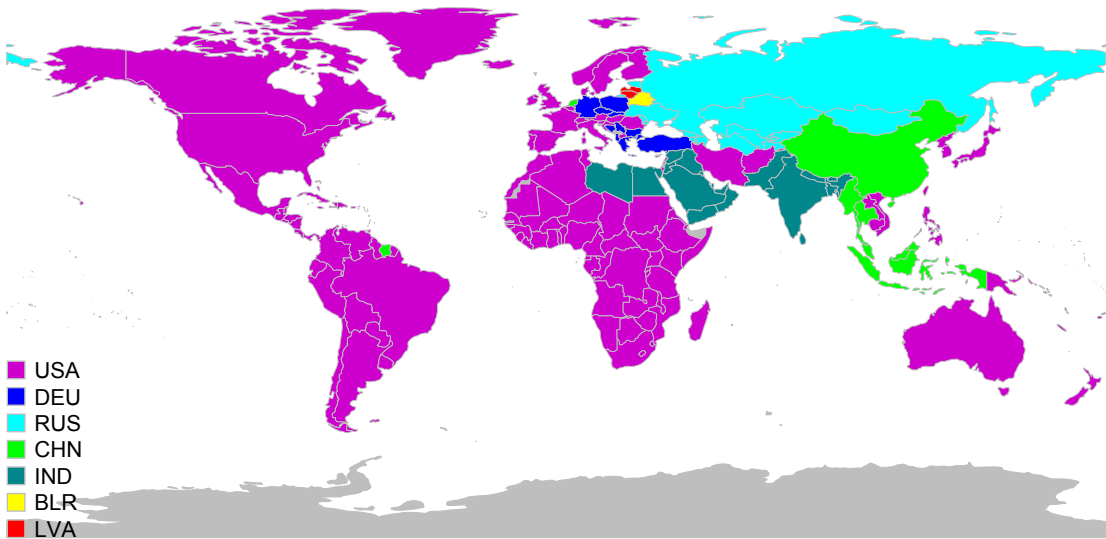 USA
DEU
RUS
CHN
IND
BLR
LVA